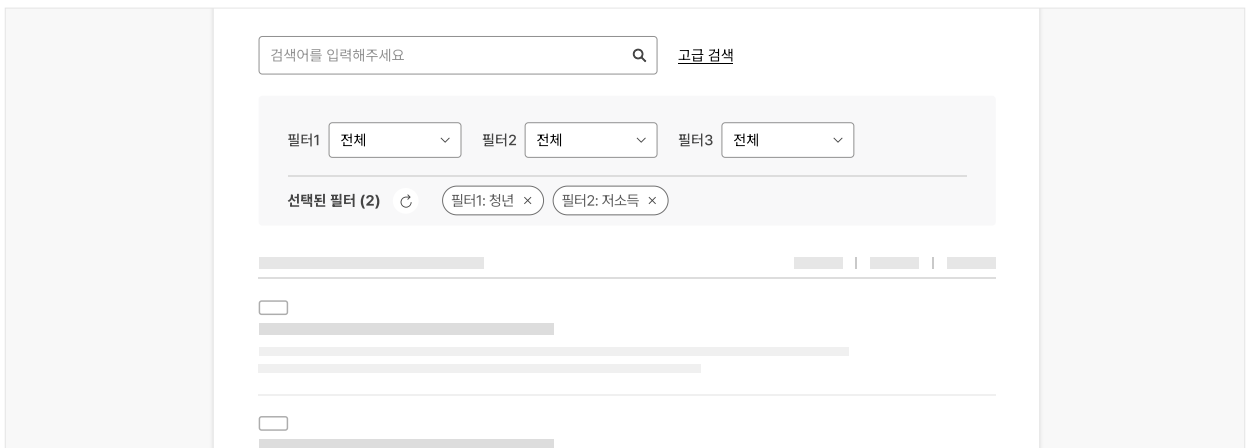 검색어를 입력해주세요
고급 검색
필터1 전체 필터2 전체 필터3 전체
선택된 필터 (2) 필터1: 청년 필터2: 저소득